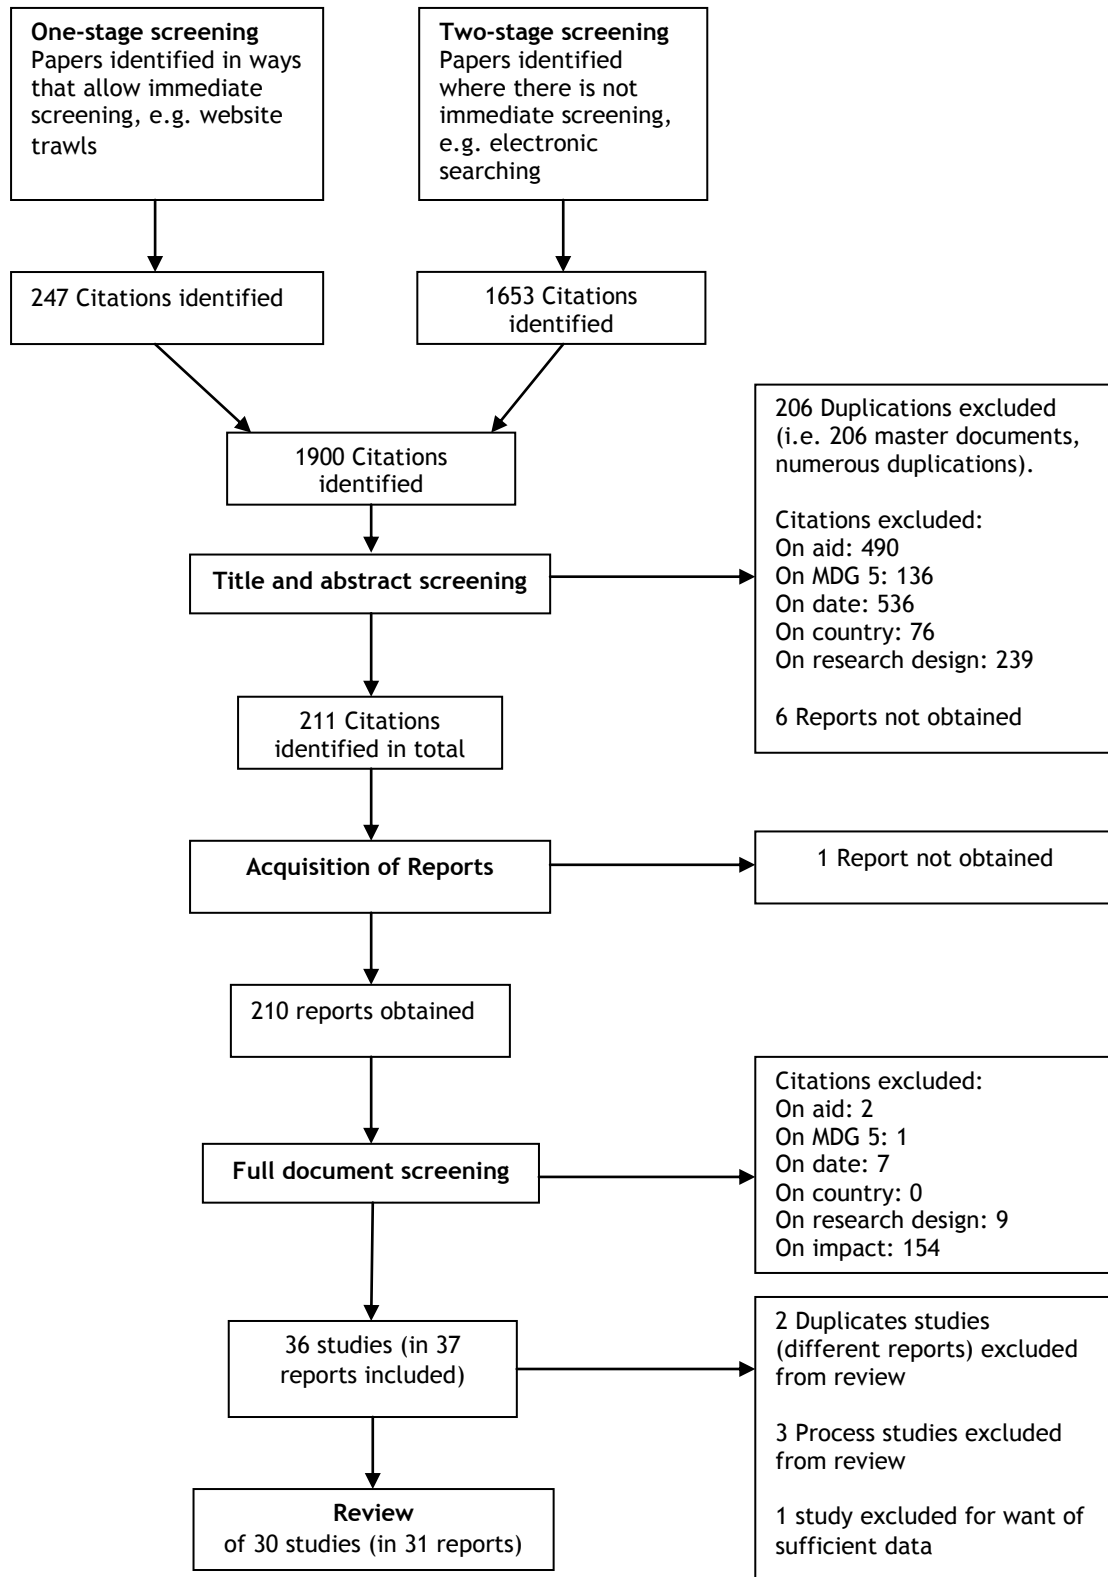 One-stage screening
Papers identified in ways
that allow immediate
screening, e.g. website
trawls
Two-stage screening
Papers identified
where there is not
immediate screening,
e.g. electronic
searching
247 Citations identified
1653 Citations
identified
1900 Citations
identified
206 Duplications excluded
(i.e. 206 master documents,
numerous duplications).
Citations excluded:
On aid: 490
On MDG 5: 136
On date: 536
On country: 76
On research design: 239
6 Reports not obtained
Title and abstract screening
211 Citations
identified in total
Acquisition of Reports
1 Report not obtained
210 reports obtained
Citations excluded:
On aid: 2
On MDG 5: 1
On date: 7
On country: 0
On research design: 9
On impact: 154
Full document screening
36 studies (in 37
reports included)
2 Duplicates studies
(different reports) excluded
from review
3 Process studies excluded
from review
1 study excluded for want of
sufficient data
Review
of 30 studies (in 31 reports)